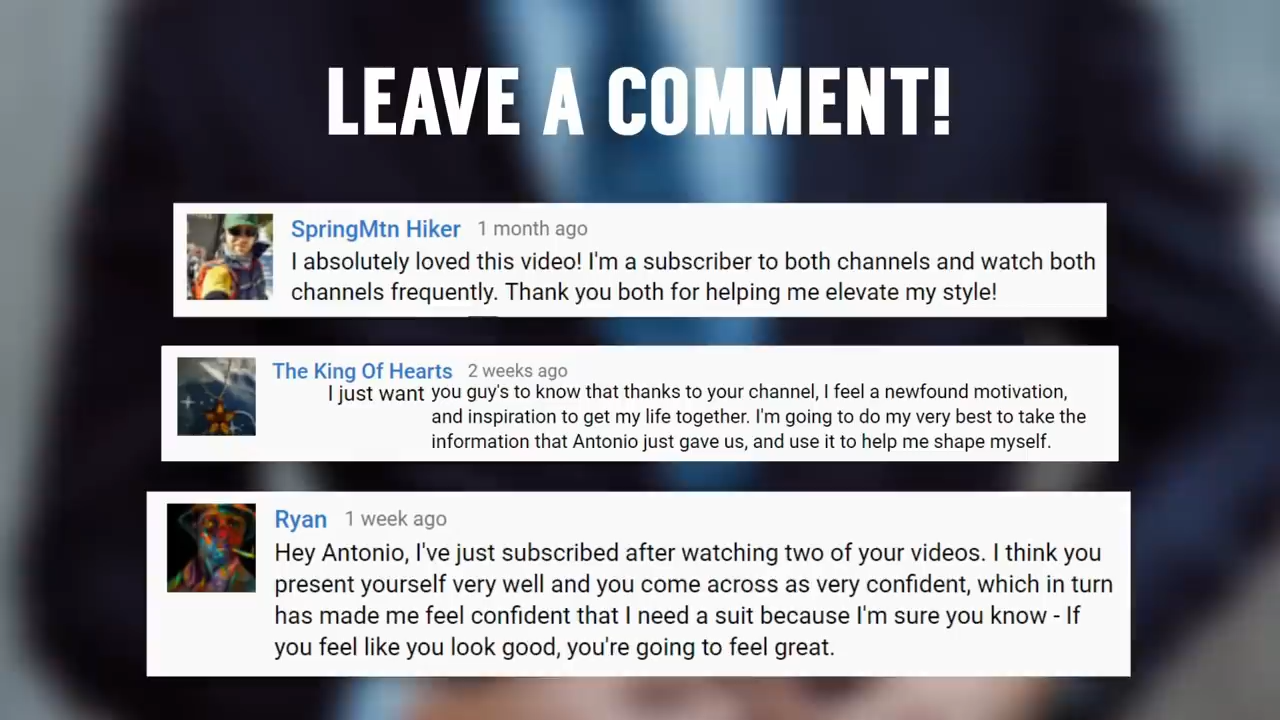 LEAVE A COMMENT!
SpringMtn Hiker 1 month ago
I absolutely loved this video! I'm a subscriber to both channels and watch both
channels frequently. Thank you both for helping me elevate my style!
The King Of Hearts 2 weeks ago
I just want you guy's to know that thanks to your channel, I feel a newfound motivation,
and inspiration to get my life together. I'm going to do my very best to take the
information that Antonio just gave us, and use it to help me shape myself.
Ryan 1 week ago
Hey Antonio, I've just subscribed after watching two of your videos. I think you
present yourself very well and you come across as very confident, which in turn
has made me feel confident that I need a suit because I'm sure you know - If
you feel like you look good, you're going to feel great.